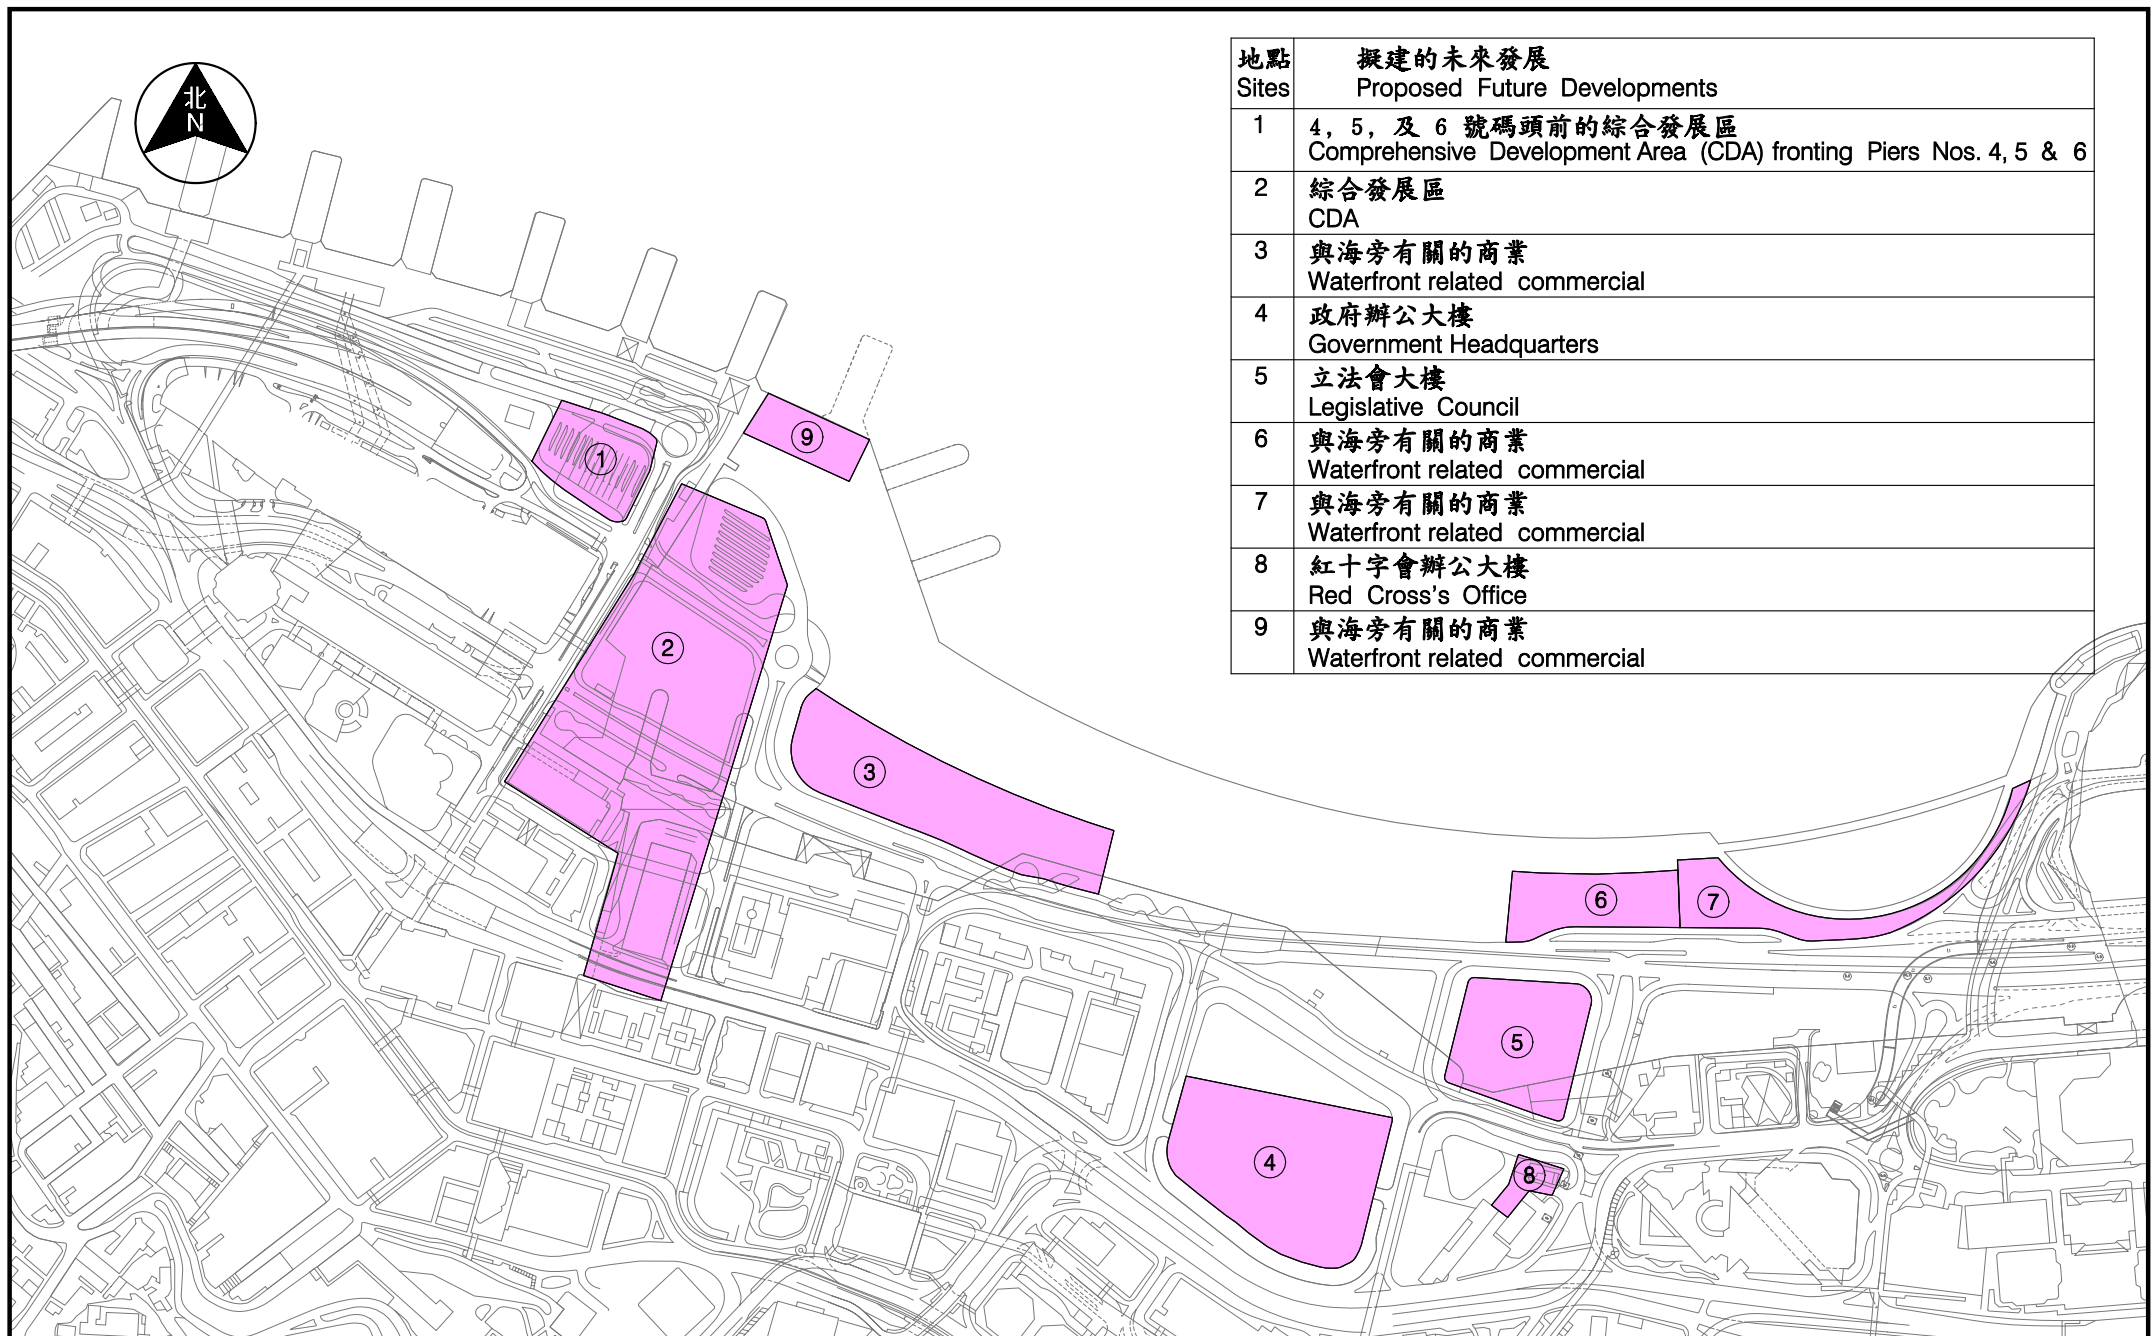 北
N
地點 擬建的未來發展
Sites Proposed Future Developments
1 4, 5, 及 6 號碼頭前的綜合發展區
Comprehensive Development Area (CDA) fronting Piers Nos. 4, 5 & 6
2 綜合發展區
CDA
3 與海旁有關的商業
Waterfront related commercial
4 政府辦公大樓
Government Headquarters
5 立法會大樓
Legislative Council
6 與海旁有關的商業
Waterfront related commercial
7 與海旁有關的商業
Waterfront related commercial
8 紅十字會辦公大樓
Red Cross's Office
9 與海旁有關的商業
Waterfront related commercial
9
1
2
3
6
7
5
4
8